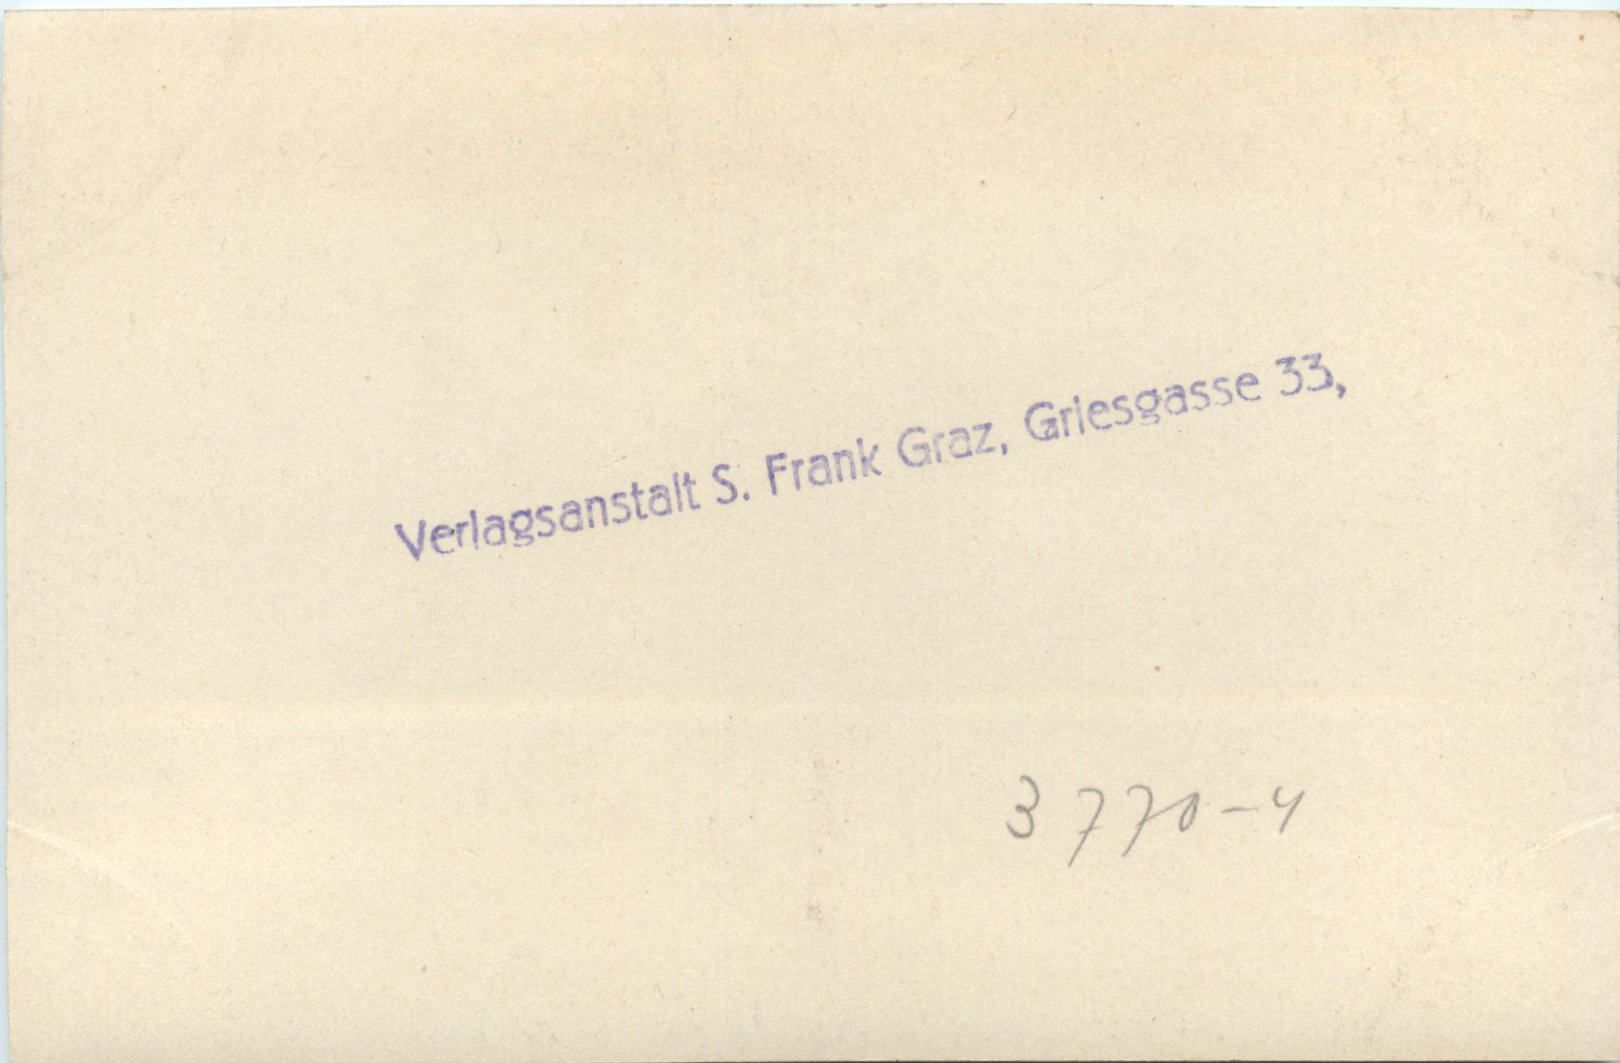 Verlagsanstalt S. Frank Graz, Griesgasse 33,
3770-4